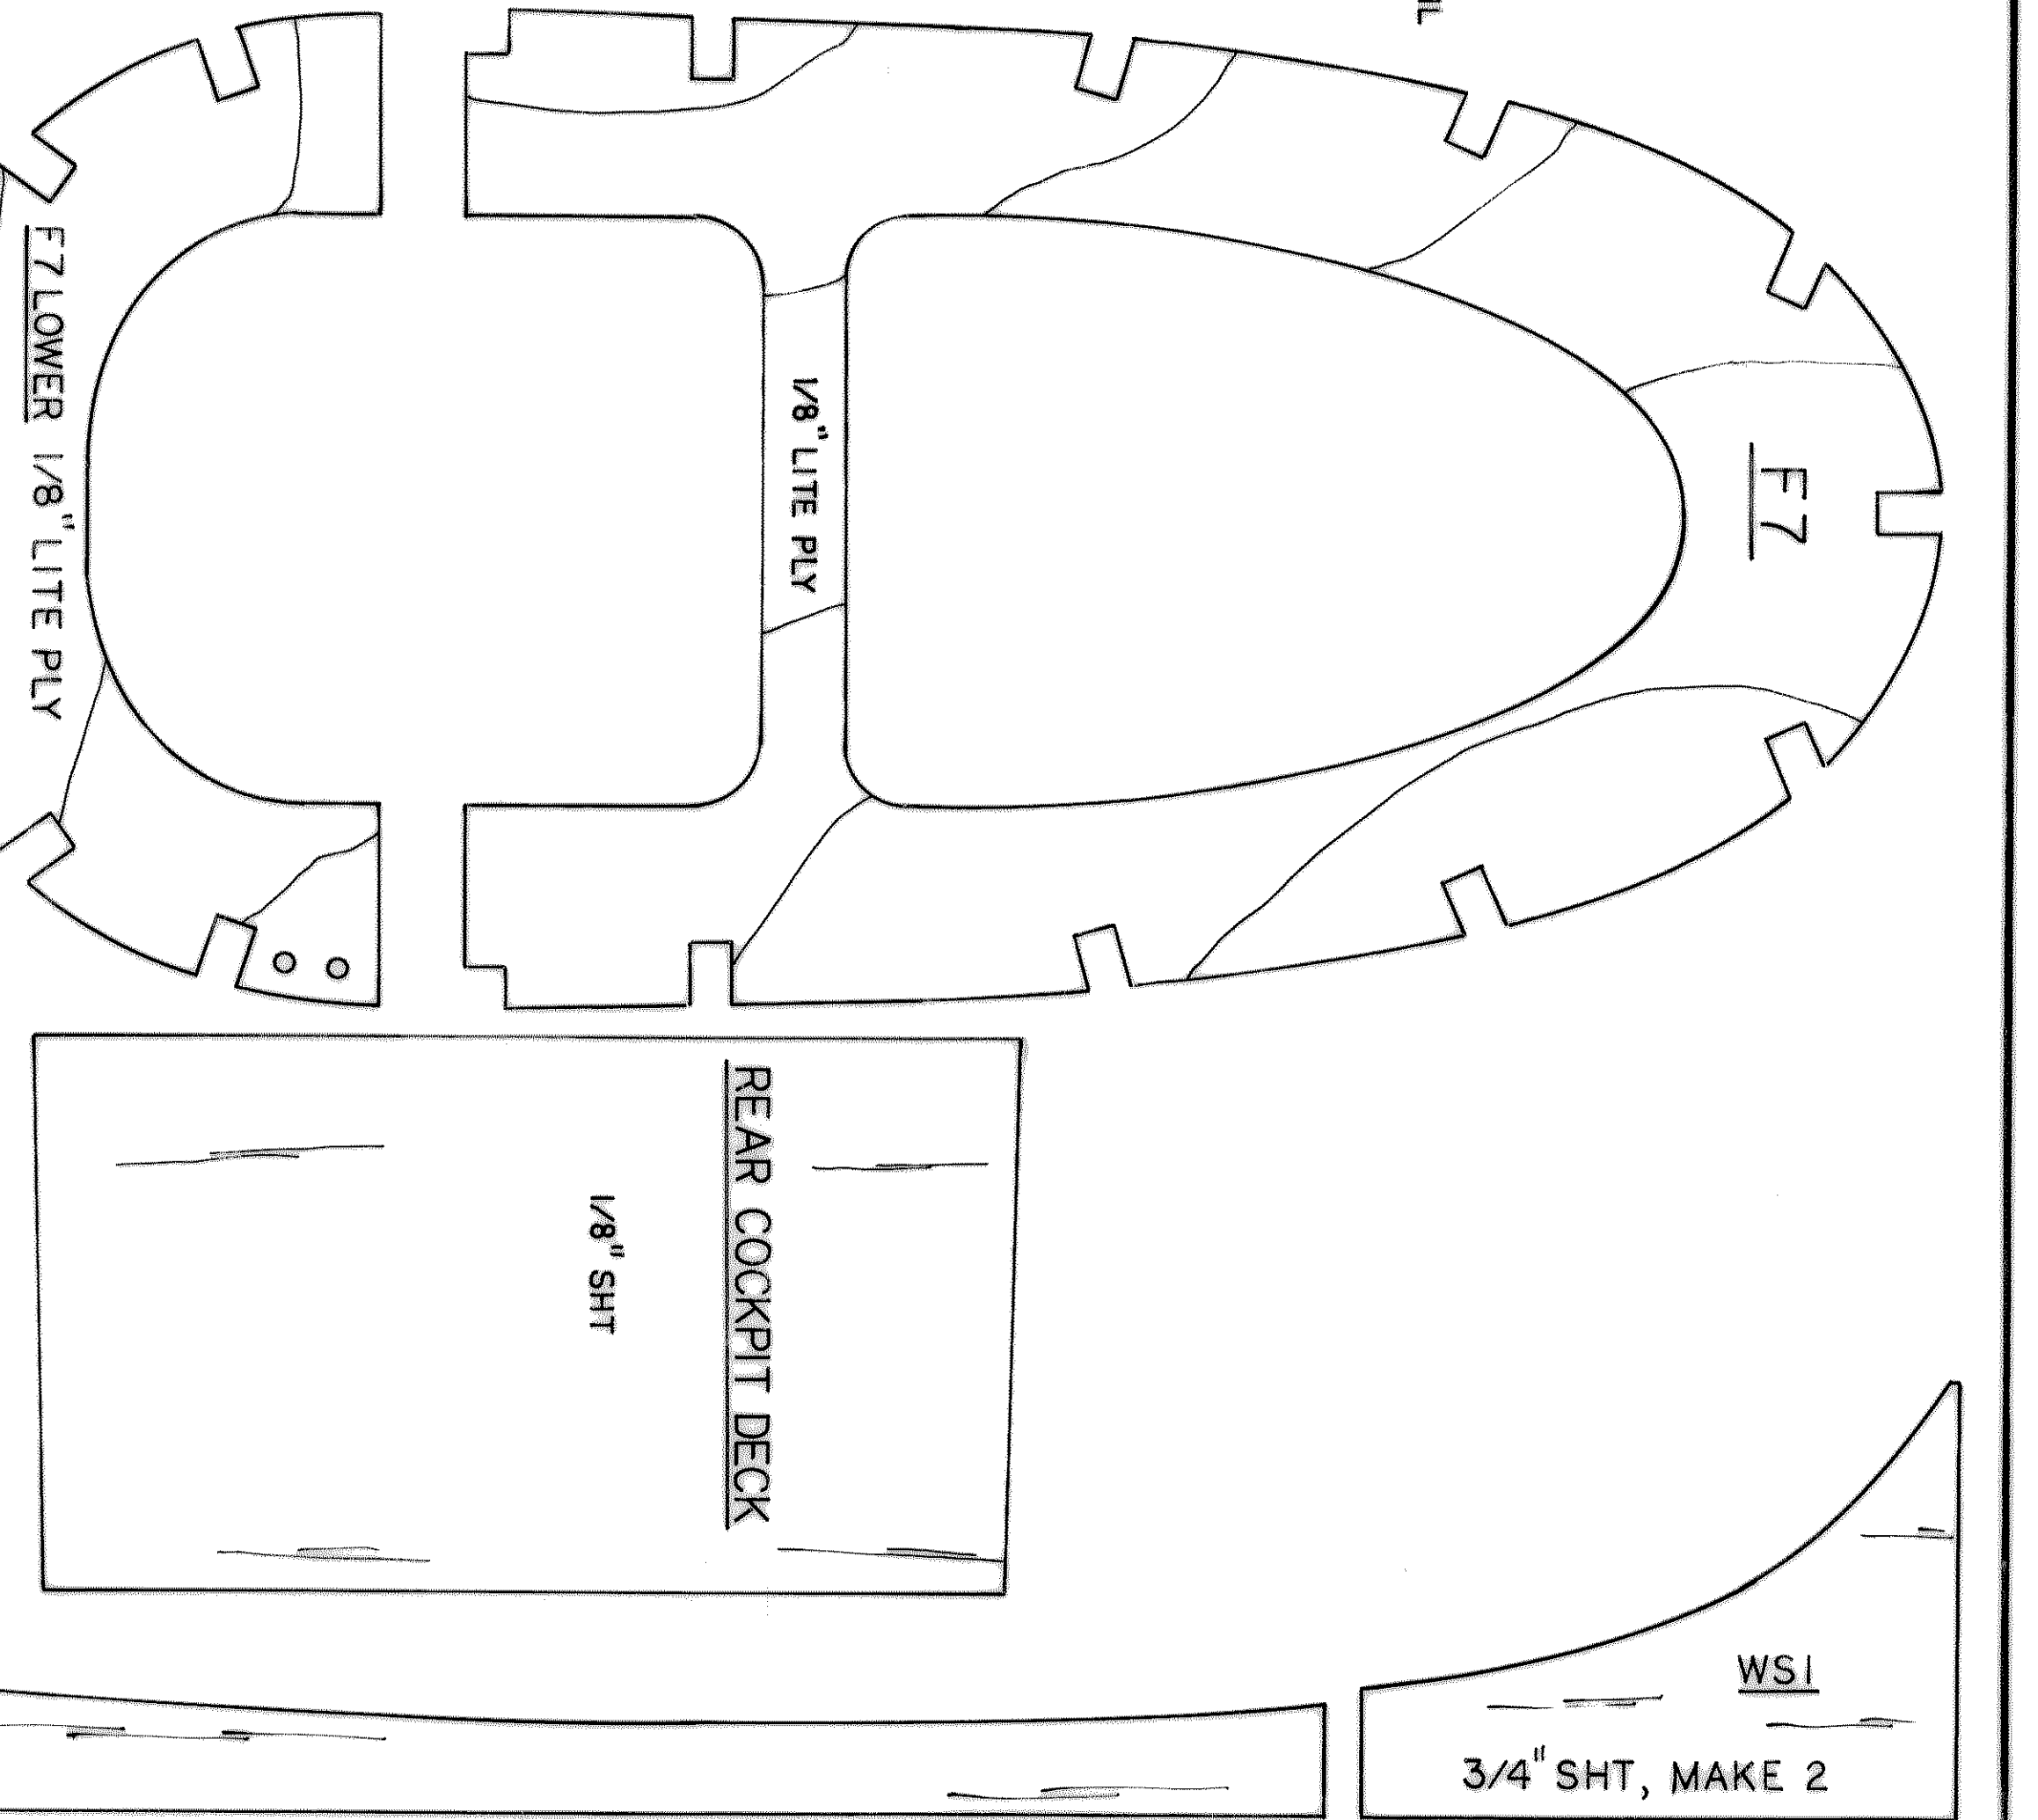 F7
1/8" LITE PLY
F7 LOWER 1/8" LITE PLY
REAR COCKPIT DECK
1/8" SHT
WS1
3/4" SHT, MAKE 2